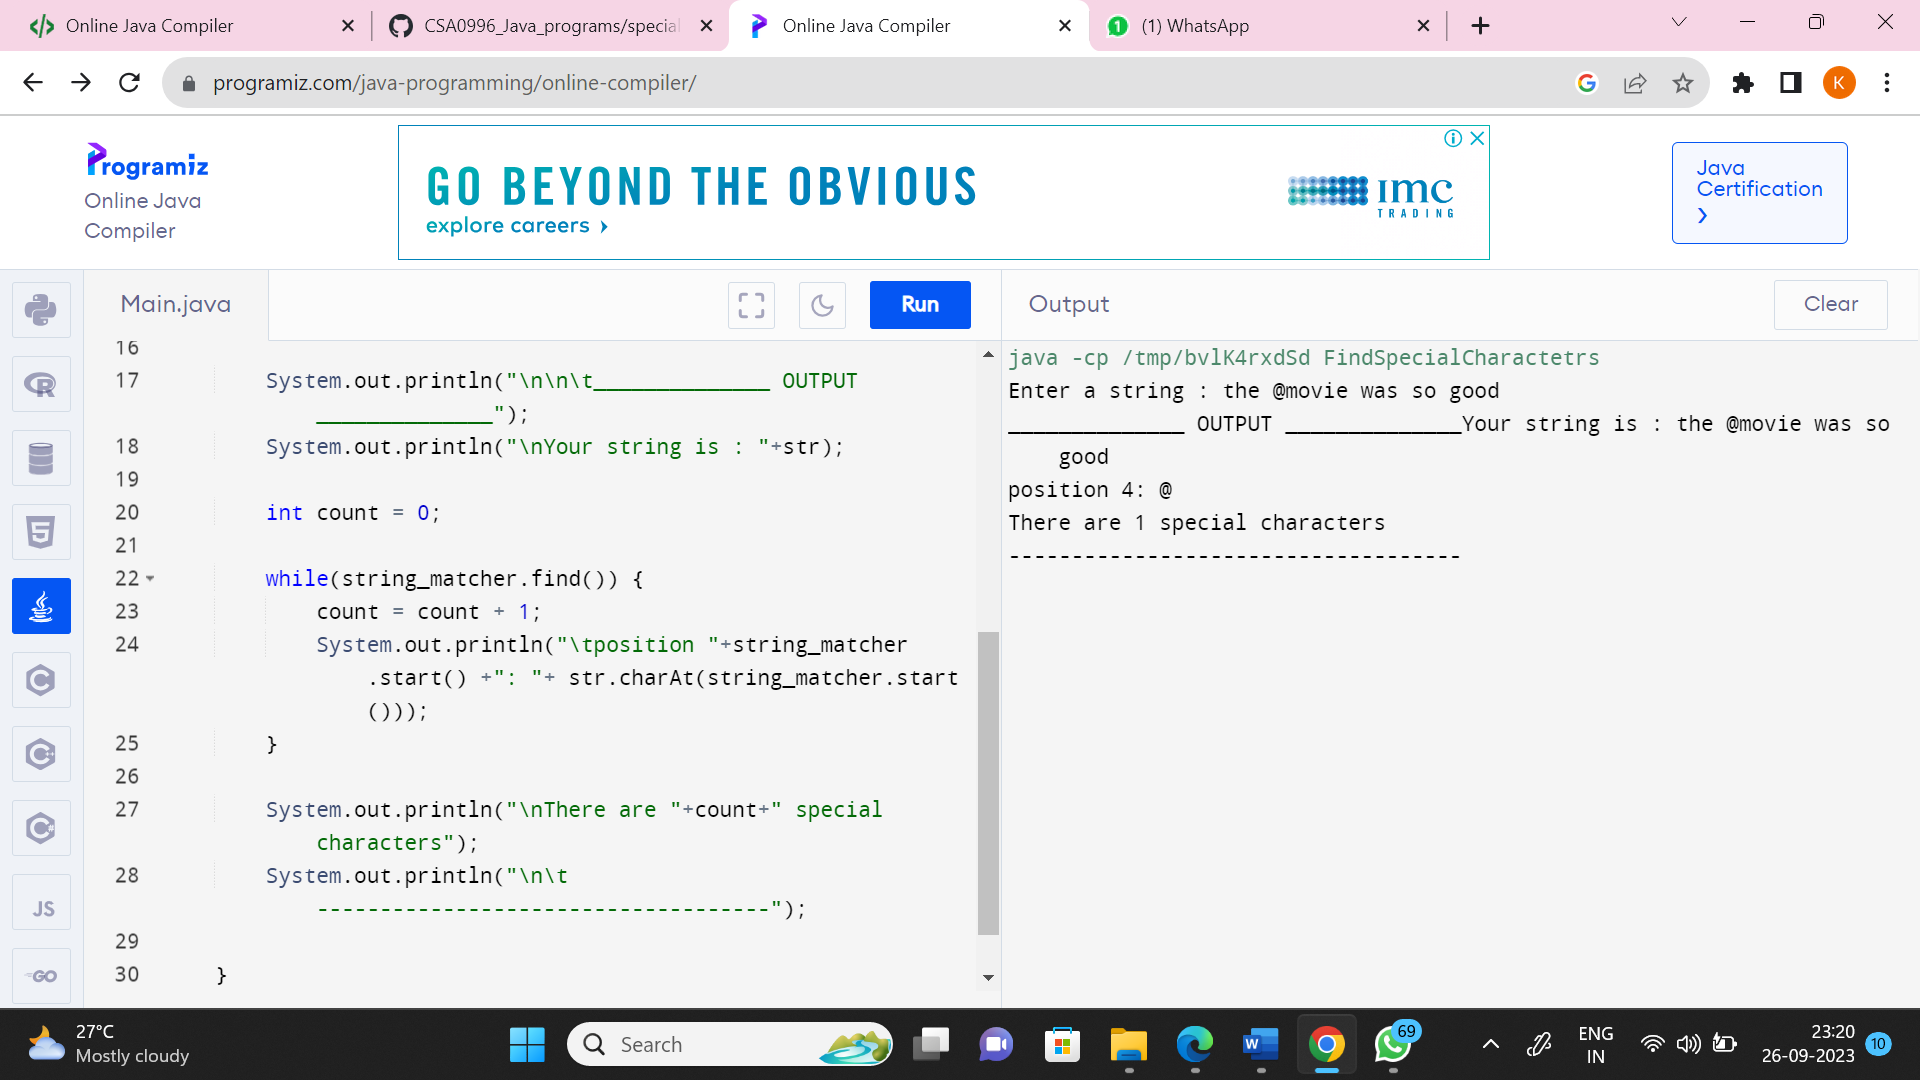 Online Java Compiler
CSA0996_Java_programs/special
Online Java Compiler
(1) WhatsApp
programiz.com/java-programming/online-compiler/
K
Programiz
Online Java
Compiler
GO BEYOND THE OBVIOUS
explore careers ›
imc
TRADING
Java
Certification
›
Main.java
Run
Output
Clear
16
17 System.out.println("\n\n\t______________ OUTPUT
______________");
18 System.out.println("\nYour string is : "+str);
19
20 int count = 0;
21
22 while(string_matcher.find()) {
23 count = count + 1;
24 System.out.println("\tposition "+string_matcher
.start() +": "+ str.charAt(string_matcher.start
()));
25 }
26
27 System.out.println("\nThere are "+count+" special
characters");
28 System.out.println("\n\t
------------------------------------");
29
30 }
java -cp /tmp/bvlK4rxdSd FindSpecialCharactetrs
Enter a string : the @movie was so good
______________ OUTPUT ______________Your string is : the @movie was so
good
position 4: @
There are 1 special characters
------------------------------------
JS
GO
27°C
Mostly cloudy
Search
69
ENG
IN
23:20
26-09-2023
10